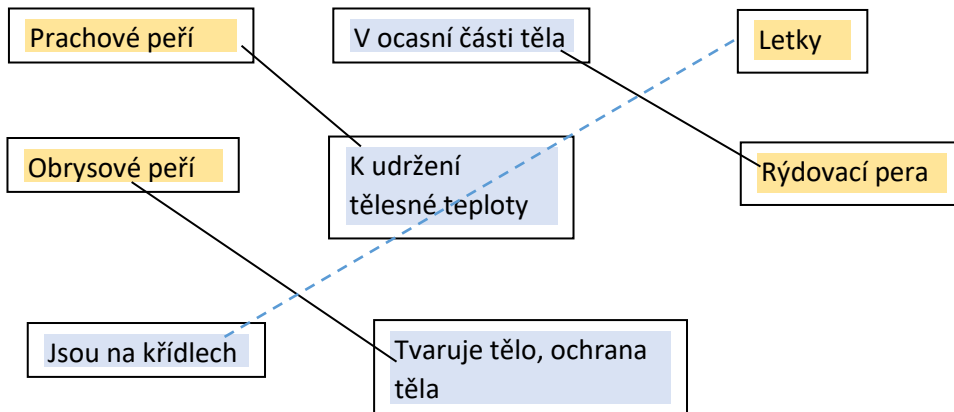 Prachové peří
V ocasní části těla
Letky
Obrysové peří
K udržení
tělesné teploty
Rýdovací pera
Jsou na křídlech
Tvaruje tělo, ochrana
těla